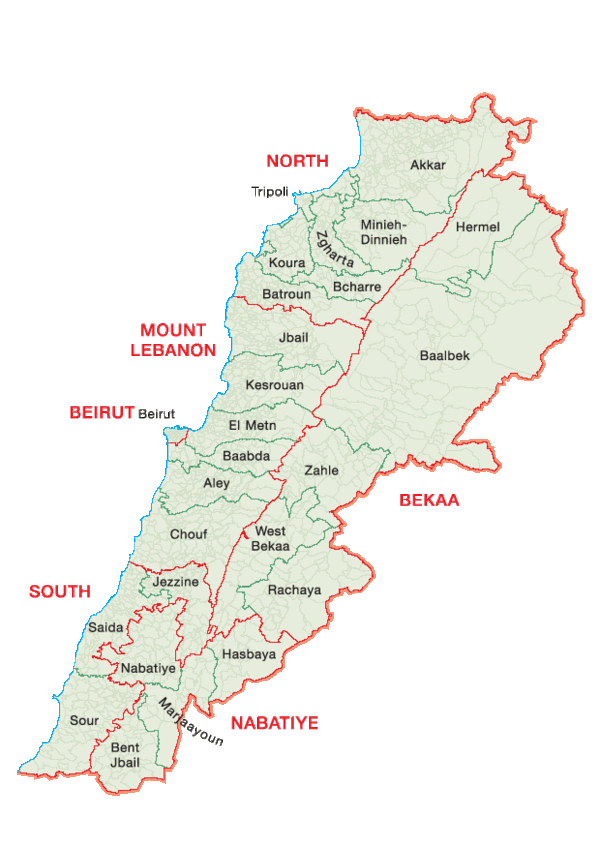 NORTH
Akkar
Tripoli
Minieh-
Dinnieh
Hermel
Zgharta
Koura
Bcharre
Batroun
MOUNT
LEBANON
Jbail
Baalbek
Kesrouan
BEIRUT
Beirut
El Metn
Baabda
Zahle
Aley
BEKAA
Chouf
West
Bekaa
SOUTH
Jezzine
Rachaya
Saida
Hasbaya
Nabatiye
Marjaayoun
NABATIYE
Sour
Bent
Jbail